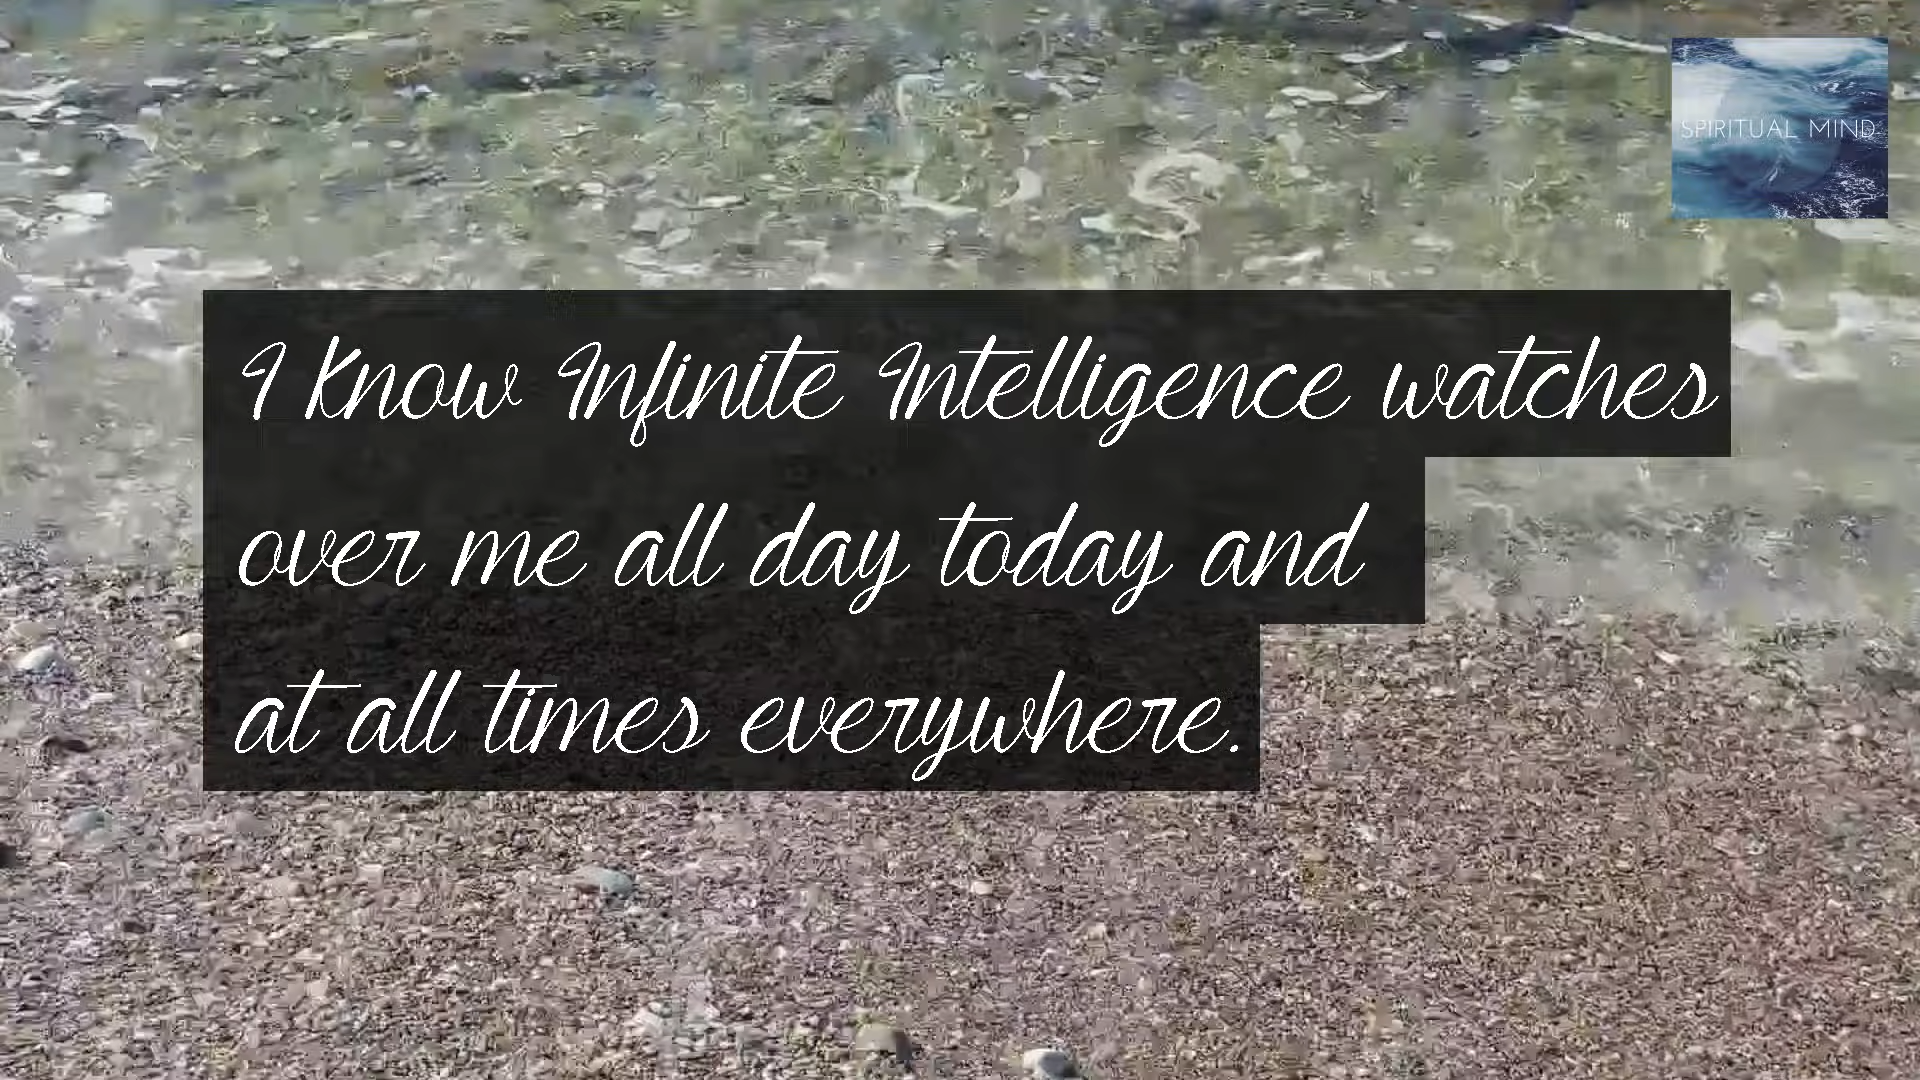 SPIRITUAL MIND
I know Infinite Intelligence watches
over me all day today and
at all times everywhere.